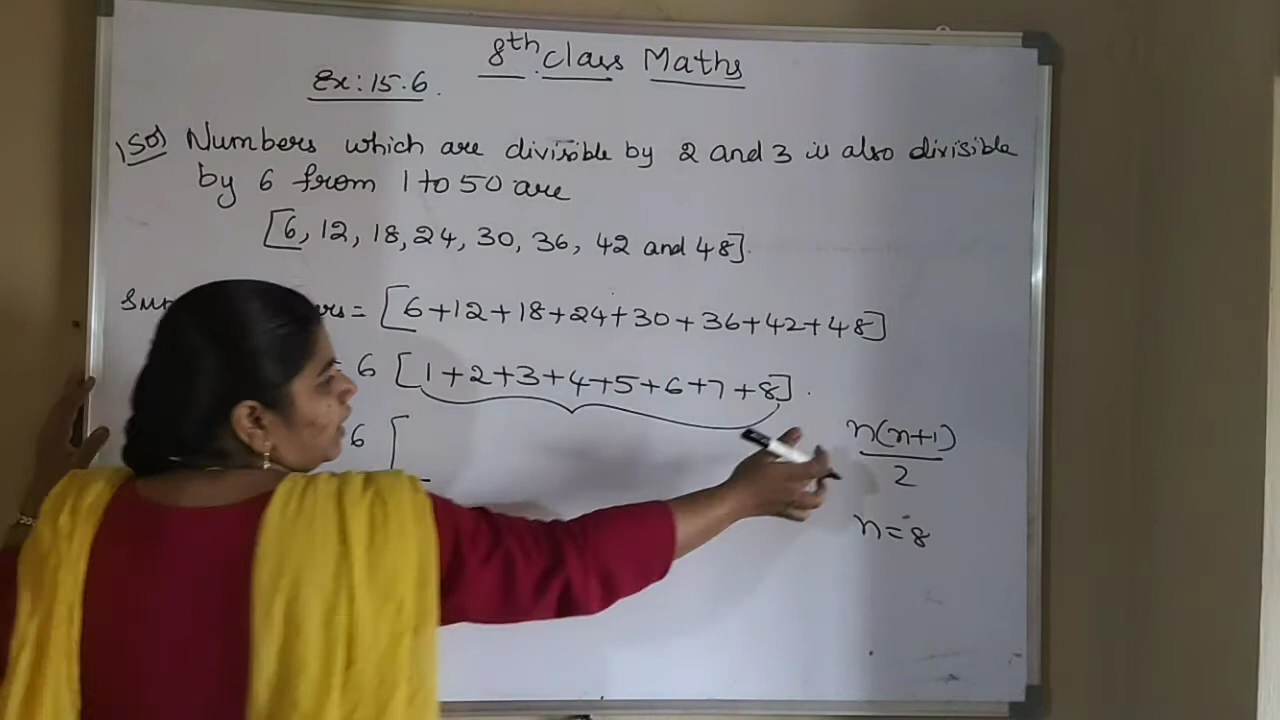 8th class Maths
Ex: 15.6.
1 Sol) Numbers which are divisible by 2 and 3 is also divisible
by 6 from 1 to 50 are
[6, 12, 18, 24, 30, 36, 42 and 48].
= [6+12+18+24+30+36+42+48]
= 6 [1+2+3+4+5+6+7+8].
6 [
n(n+1)
2
n=8